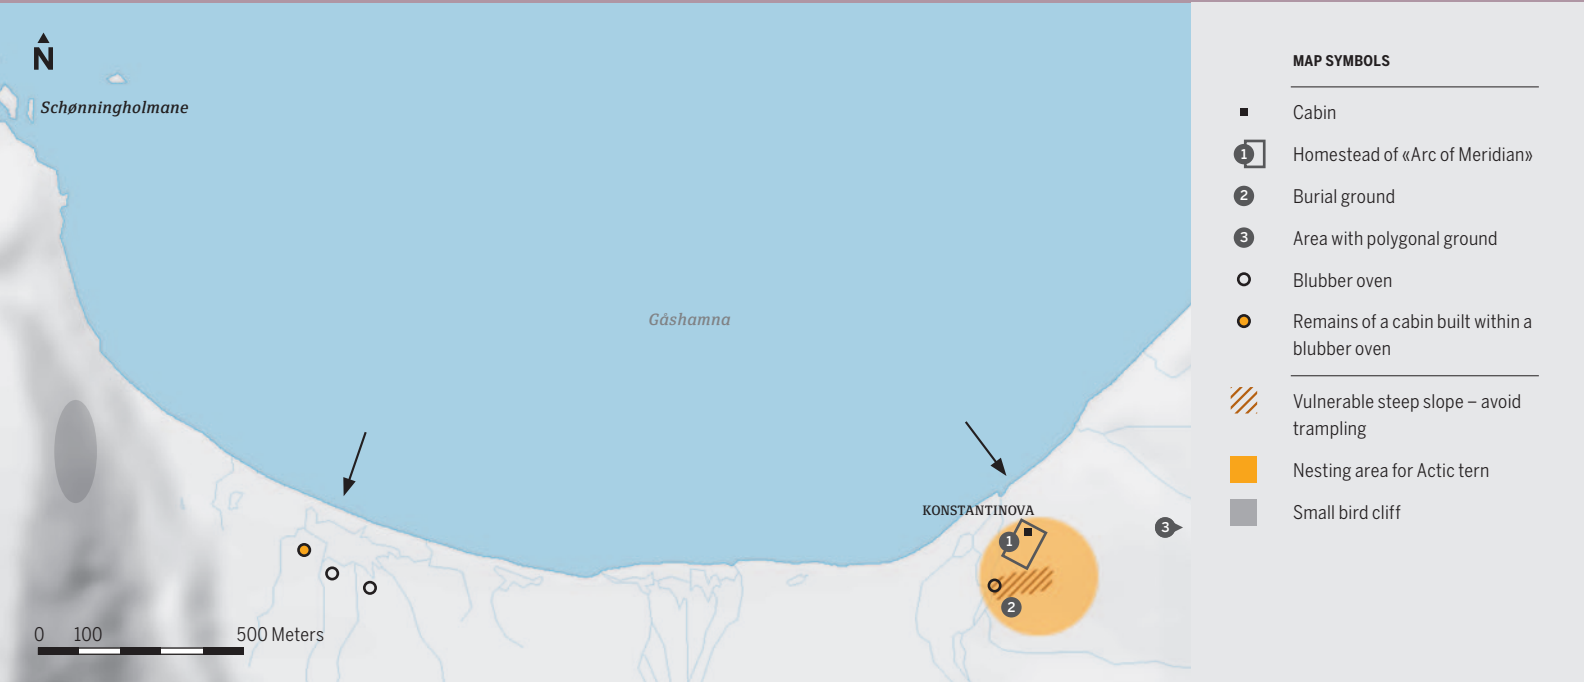 N
Schønningholmane
Gåshamna
KONSTANTINOVA
1
2
3
0 100 500 Meters
MAP SYMBOLS
Cabin
1 Homestead of «Arc of Meridian»
2 Burial ground
3 Area with polygonal ground
Blubber oven
Remains of a cabin built within a
blubber oven
Vulnerable steep slope – avoid
trampling
Nesting area for Actic tern
Small bird cliff